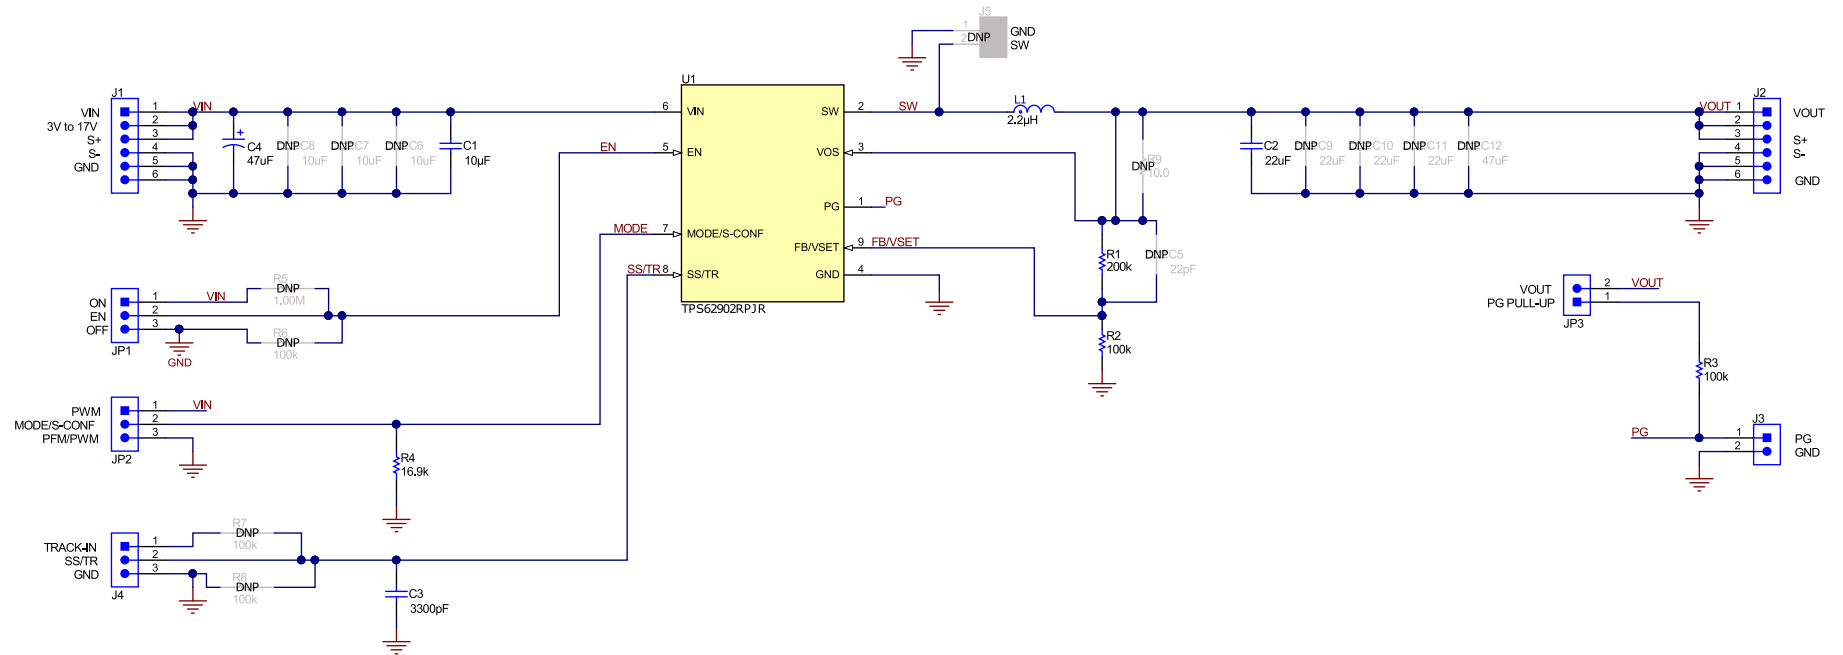 J5
1
GND
2
DNP
SW
U1
J1
VIN
1
VIN
3V to 17V
2
S+
3
S-
4
GND
5
6
C4
47uF
DNP
C8
10uF
DNP
C7
10uF
DNP
C6
10uF
C1
10µF
6
VIN
SW
2
SW
L1
2.2µH
EN
5
EN
VOS
3
PG
1
PG
MODE
7
MODE/S-CONF
FB/VSET
9
FB/VSET
SS/TR
8
SS/TR
GND
4
TPS62902RPJR
DNP
R9
10.0
R1
200k
DNP
C5
22pF
R2
100k
C2
22uF
DNP
C9
22uF
DNP
C10
22uF
DNP
C11
22uF
DNP
C12
47uF
J2
VOUT
1
VOUT
2
3
S+
4
S-
5
6
GND
ON
1
VIN
R5
DNP
1.00M
EN
2
OFF
3
R6
DNP
100k
JP1
GND
PWM
1
VIN
MODE/S-CONF
2
PFM/PWM
3
JP2
R4
16.9k
TRACK-IN
1
SS/TR
2
GND
3
J4
R7
DNP
100k
R8
DNP
100k
C3
3300pF
VOUT
2
VOUT
PG PULL-UP
1
JP3
R3
100k
J3
PG
1
PG
2
GND